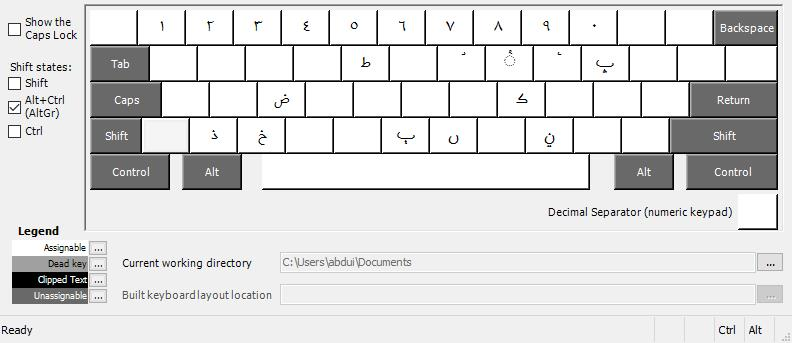 Show the
Caps Lock
Shift states:
Shift
Alt+Ctrl
(AltGr)
Ctrl
١ ٢ ٣ ٤ ٥ ٦ ٧ ٨ ٩ ٠ Backspace
Tab ط
Caps ض ک Return
Shift ذ خ Shift
Control Alt Alt Control
Decimal Separator (numeric keypad)
Legend
Assignable ...
Dead key ...
Clipped Text ...
Unassignable ...
Current working directory C:\Users\abdui\Documents ...
Built keyboard layout location ...
Ready Ctrl Alt